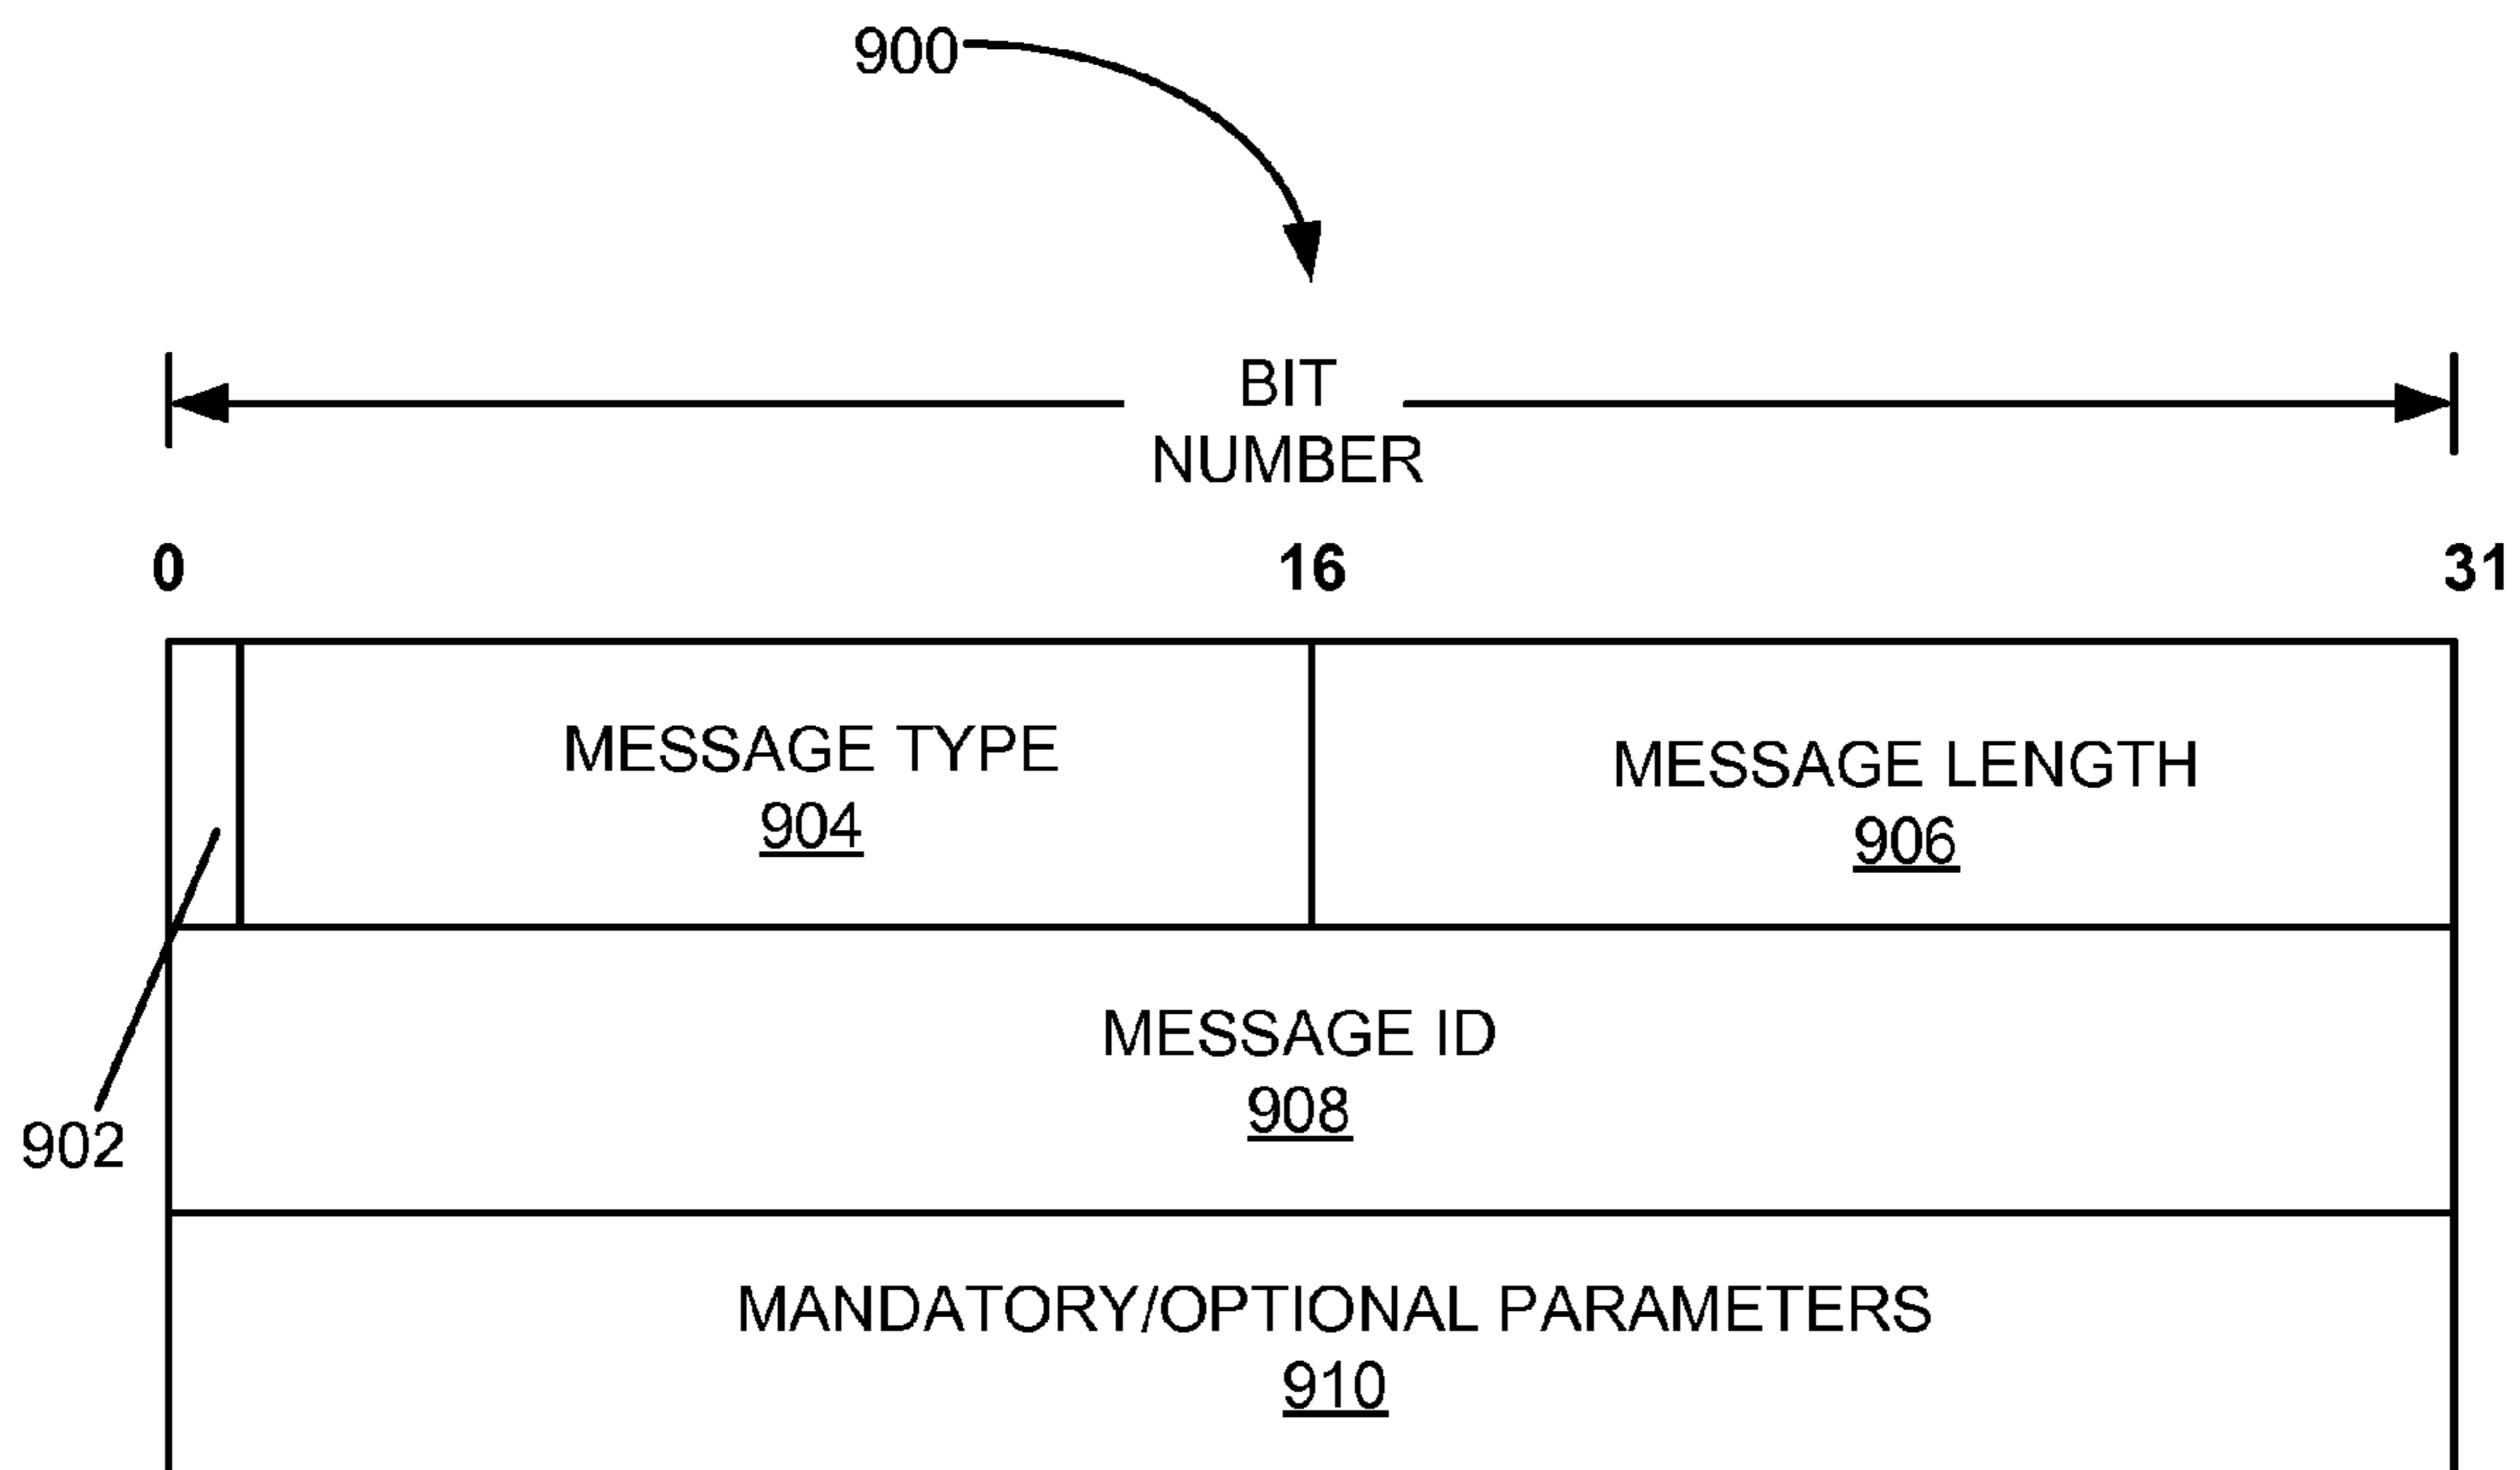 900
BIT
NUMBER
0 16 31
MESSAGE TYPE
904
MESSAGE LENGTH
906
MESSAGE ID
908
902
MANDATORY/OPTIONAL PARAMETERS
910